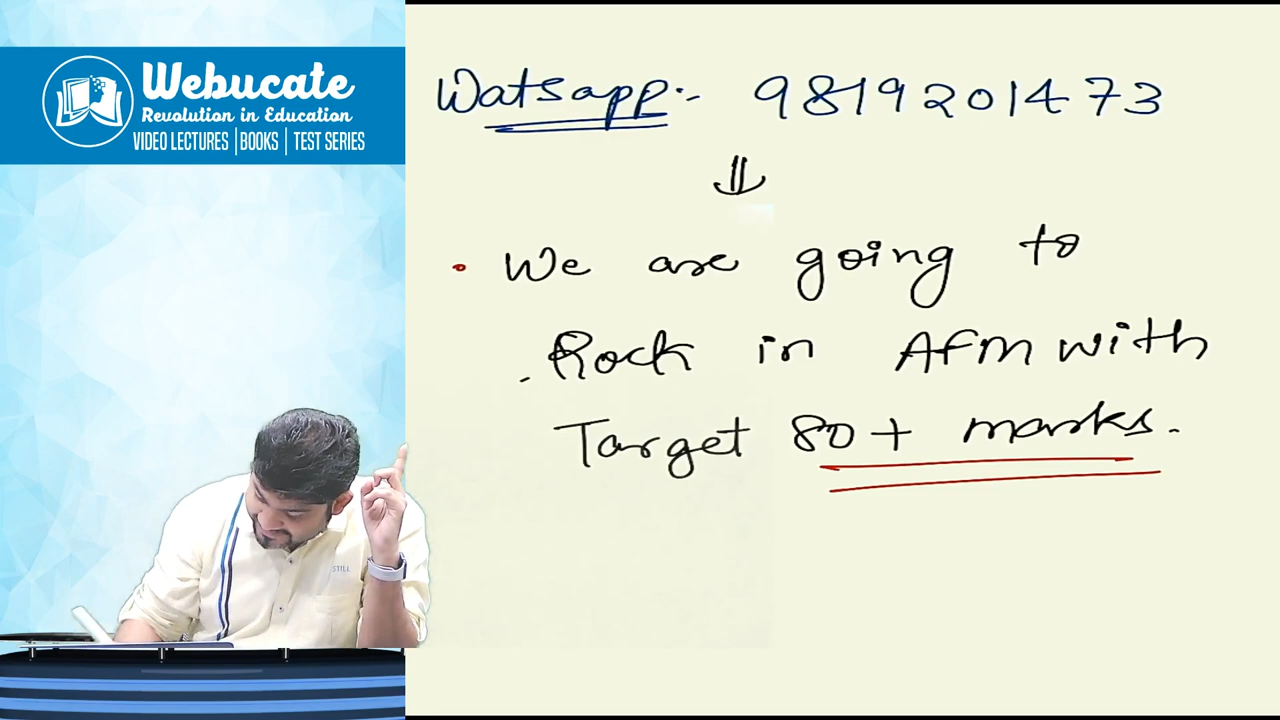 Webucate
Revolution in Education
VIDEO LECTURES | BOOKS | TEST SERIES
Watsapp:- 9819201473
We are going to
Rock in AFM with
Target 80+ marks.
STILL